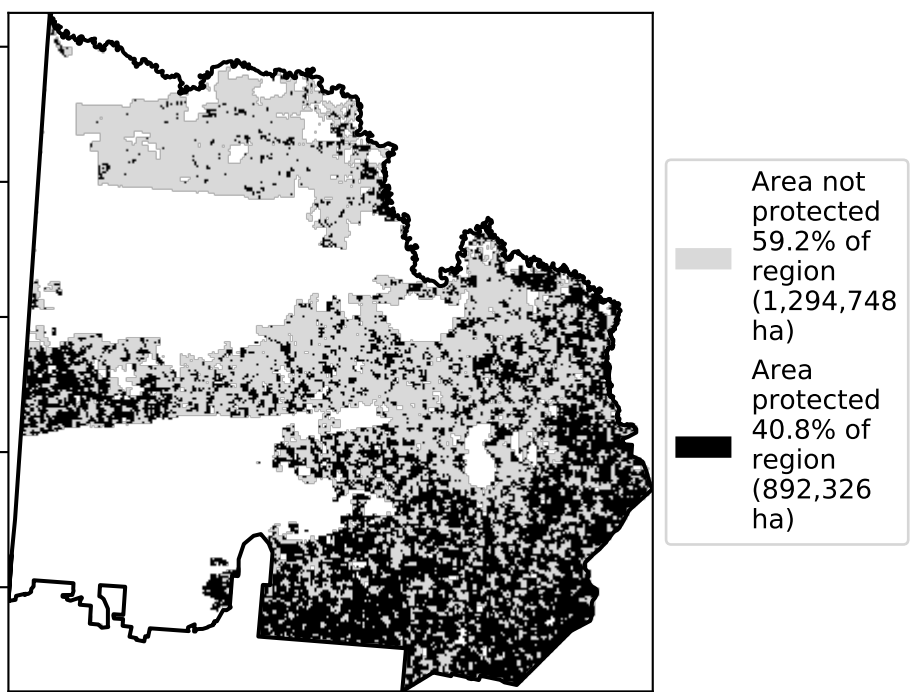 Area not
protected
59.2% of
region
(1,294,748
ha)
Area
protected
40.8% of
region
(892,326
ha)